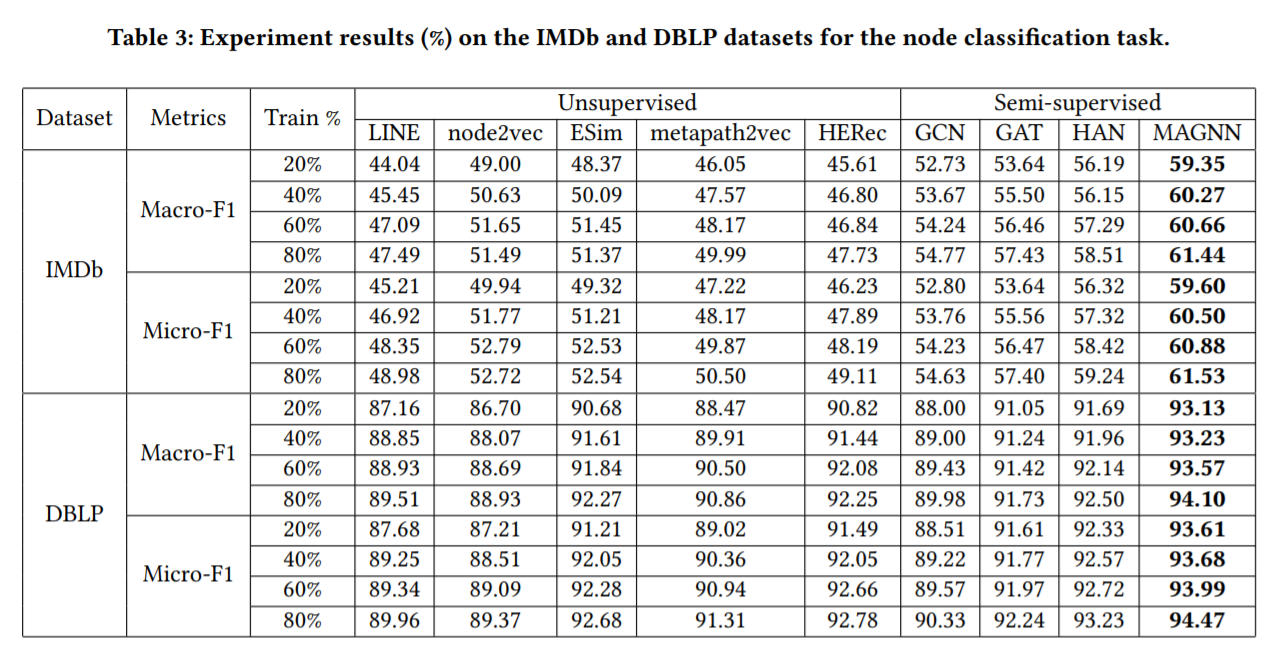 Table 3: Experiment results (%) on the IMDb and DBLP datasets for the node classification task.
Dataset Metrics Train % Unsupervised Semi-supervised
LINE node2vec ESim metapath2vec HERec GCN GAT HAN MAGNN
IMDb Macro-F1 20% 44.04 49.00 48.37 46.05 45.61 52.73 53.64 56.19 59.35
40% 45.45 50.63 50.09 47.57 46.80 53.67 55.50 56.15 60.27
60% 47.09 51.65 51.45 48.17 46.84 54.24 56.46 57.29 60.66
80% 47.49 51.49 51.37 49.99 47.73 54.77 57.43 58.51 61.44
Micro-F1 20% 45.21 49.94 49.32 47.22 46.23 52.80 53.64 56.32 59.60
40% 46.92 51.77 51.21 48.17 47.89 53.76 55.56 57.32 60.50
60% 48.35 52.79 52.53 49.87 48.19 54.23 56.47 58.42 60.88
80% 48.98 52.72 52.54 50.50 49.11 54.63 57.40 59.24 61.53
DBLP Macro-F1 20% 87.16 86.70 90.68 88.47 90.82 88.00 91.05 91.69 93.13
40% 88.85 88.07 91.61 89.91 91.44 89.00 91.24 91.96 93.23
60% 88.93 88.69 91.84 90.50 92.08 89.43 91.42 92.14 93.57
80% 89.51 88.93 92.27 90.86 92.25 89.98 91.73 92.50 94.10
Micro-F1 20% 87.68 87.21 91.21 89.02 91.49 88.51 91.61 92.33 93.61
40% 89.25 88.51 92.05 90.36 92.05 89.22 91.77 92.57 93.68
60% 89.34 89.09 92.28 90.94 92.66 89.57 91.97 92.72 93.99
80% 89.96 89.37 92.68 91.31 92.78 90.33 92.24 93.23 94.47